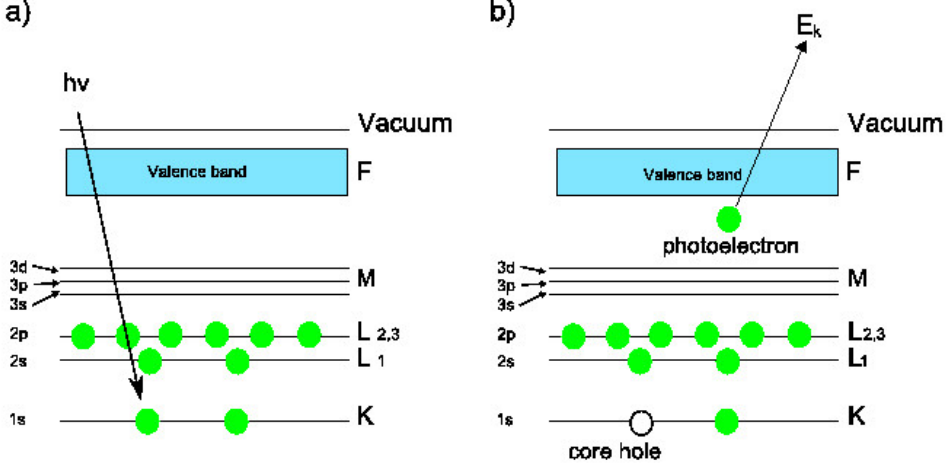 a)
hv
Vacuum
Valence band
F
3d
3p
3s
M
2p
L 2,3
2s
L 1
1s
K
b)
Ek
Vacuum
Valence band
F
photoelectron
3d
3p
3s
M
2p
L2,3
2s
L1
1s
K
core hole